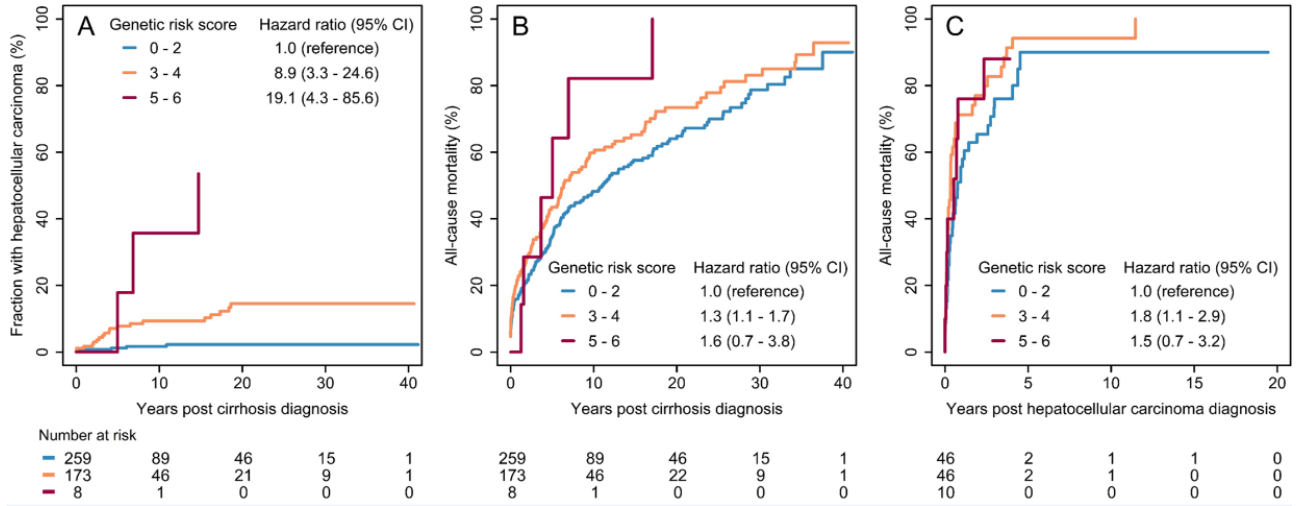 A
Genetic risk score Hazard ratio (95% CI)
0 - 2 1.0 (reference)
3 - 4 8.9 (3.3 - 24.6)
5 - 6 19.1 (4.3 - 85.6)
Fraction with hepatocellular carcinoma (%)
100
80
60
40
20
0
0 10 20 30 40
Years post cirrhosis diagnosis
B
All-cause mortality (%)
100
80
60
40
20
0
Genetic risk score Hazard ratio (95% CI)
0 - 2 1.0 (reference)
3 - 4 1.3 (1.1 - 1.7)
5 - 6 1.6 (0.7 - 3.8)
0 10 20 30 40
Years post cirrhosis diagnosis
C
All-cause mortality (%)
100
80
60
40
20
0
Genetic risk score Hazard ratio (95% CI)
0 - 2 1.0 (reference)
3 - 4 1.8 (1.1 - 2.9)
5 - 6 1.5 (0.7 - 3.2)
0 5 10 15 20
Years post hepatocellular carcinoma diagnosis
Number at risk
259 89 46 15 1
173 46 21 9 1
8 1 0 0 0
259 89 46 15 1
173 46 22 9 1
8 1 0 0 0
46 2 1 1 0
46 2 1 0 0
10 0 0 0 0